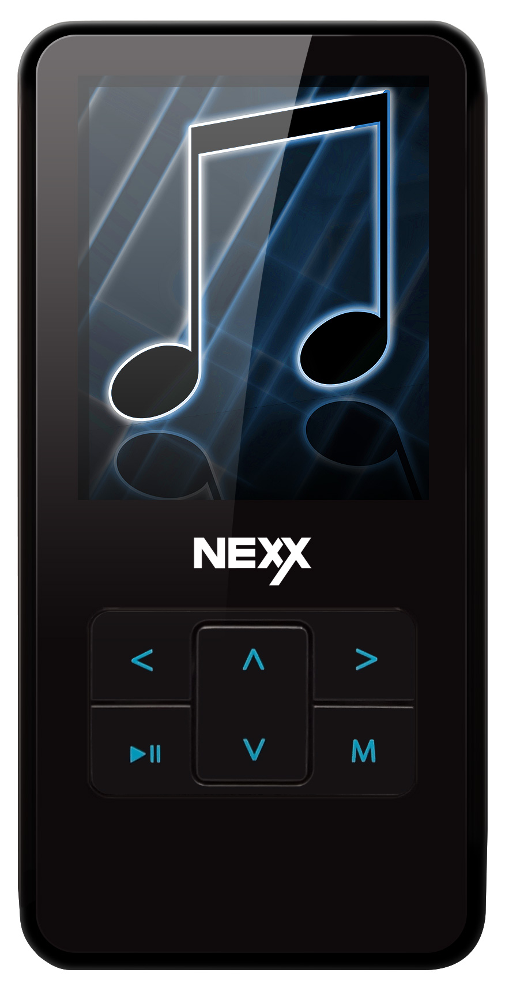 NEXX
< ∧ >
∨ M